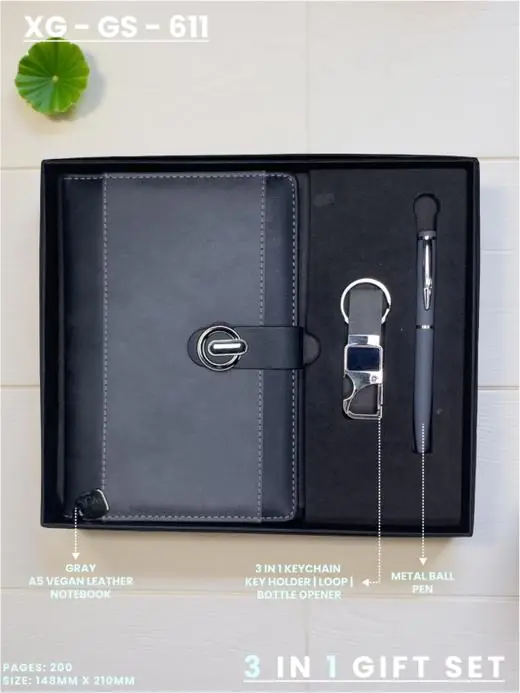 XG - GS - 611
GRAY
A5 VEGAN LEATHER
NOTEBOOK
3 IN 1 KEYCHAIN
KEY HOLDER | LOOP |
BOTTLE OPENER
METAL BALL
PEN
PAGES: 200
SIZE: 148MM X 210MM
3 IN 1 GIFT SET